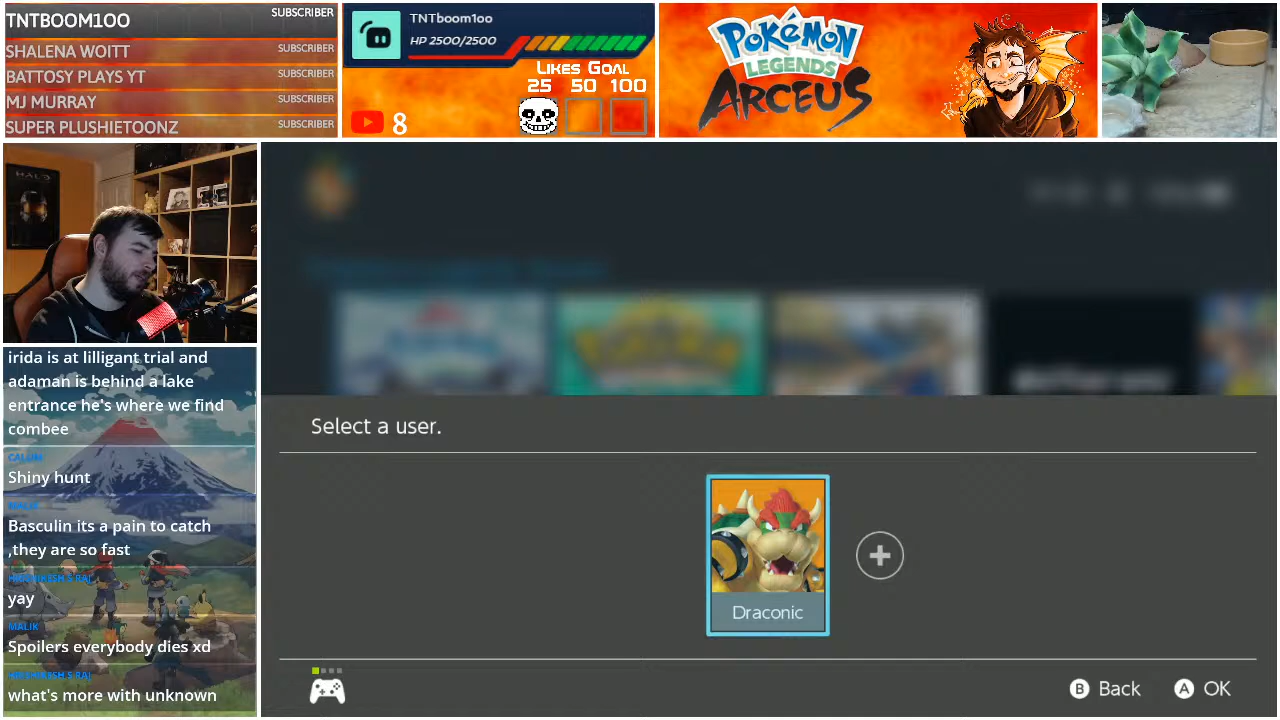 TNTBOOM1OO SUBSCRIBER
SHALENA WOITT SUBSCRIBER
BATTOSY PLAYS YT SUBSCRIBER
MJ MURRAY SUBSCRIBER
SUPER PLUSHIETOONZ SUBSCRIBER
TNTboom1oo
HP 2500/2500
LIKES GOAL
25 50 100
8
POKéMON
LEGENDS
ARCEUS
HALO
irida is at lilligant trial and
adaman is behind a lake
entrance he's where we find
combee
CALUM
Shiny hunt
Basculin its a pain to catch
,they are so fast
yay
MALIK
Spoilers everybody dies xd
what's more with unknown
Select a user.
Draconic
B Back A OK